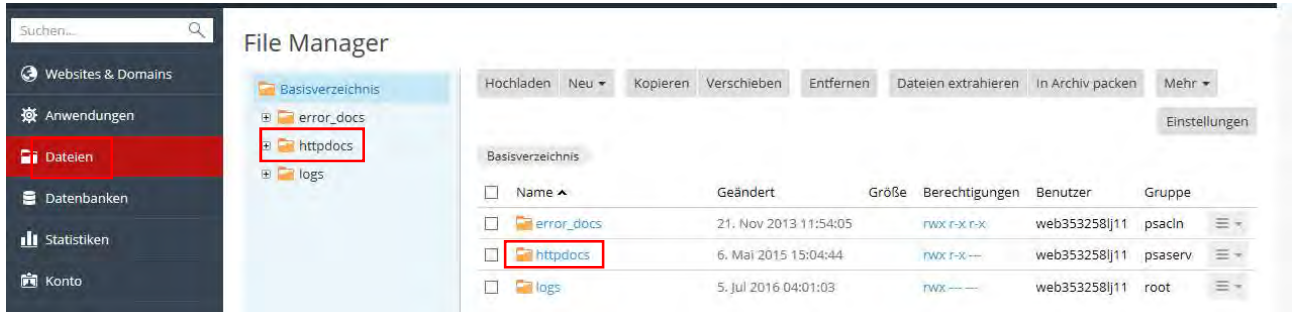 Suchen...
Websites & Domains
Anwendungen
Dateien
Datenbanken
Statistiken
Konto
File Manager
Basisverzeichnis
error_docs
httpdocs
logs
Hochladen Neu Kopieren Verschieben Entfernen Dateien extrahieren In Archiv packen Mehr
Einstellungen
Basisverzeichnis
Name Geändert Größe Berechtigungen Benutzer Gruppe
error_docs 21. Nov 2013 11:54:05 rwx r-x r-x web353258lj11 psacln
httpdocs 6. Mai 2015 15:04:44 rwx r-x --- web353258lj11 psaserv
logs 5. Jul 2016 04:01:03 rwx --- --- web353258lj11 root